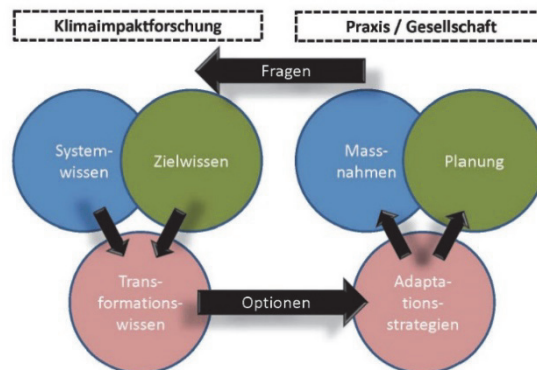 Klimaimpaktforschung
Praxis / Gesellschaft
Fragen
System-
wissen
Zielwissen
Mass-
nahmen
Planung
Trans-
formations-
wissen
Optionen
Adapta-
tions-
strategien